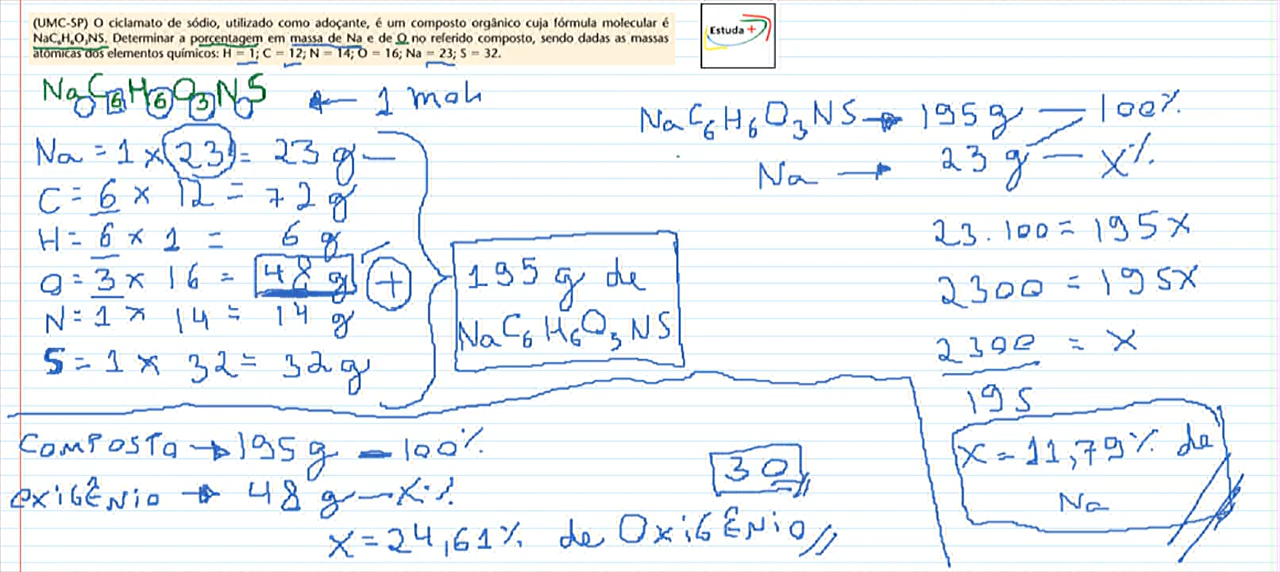 (UMC-SP) O ciclamato de sódio, utilizado como adoçante, é um composto orgânico cuja fórmula molecular é
NaC₆H₆O₃NS. Determinar a porcentagem em massa de Na e de O no referido composto, sendo dadas as massas
atômicas dos elementos químicos: H = 1; C = 12; N = 14; O = 16; Na = 23; S = 32.
Estuda +
NaC₆H₆O₃NS ← 1 mol
Na = 1 x 23 = 23 g
C = 6 x 12 = 72 g
H = 6 x 1 = 6 g
O = 3 x 16 = 48 g +
N = 1 x 14 = 14 g
S = 1 x 32 = 32 g
195 g de
NaC₆H₆O₃NS
NaC₆H₆O₃NS → 195 g — 100%
Na → 23 g — X%
23.100 = 195X
2300 = 195X
2300 = X
195
X = 11,79% de
Na
COMPOSTO → 195 g — 100%
OXIGÊNIO → 48 g — X%
30
X = 24,61% de OXIGÊNIO